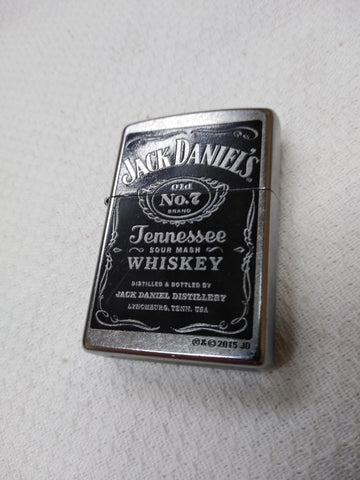 JACK DANIEL'S
Old
No.7
BRAND
Tennessee
SOUR MASH
WHISKEY
DISTILLED & BOTTLED BY
JACK DANIEL DISTILLERY
LYNCHBURG, TENN. USA
®&©2015 JD